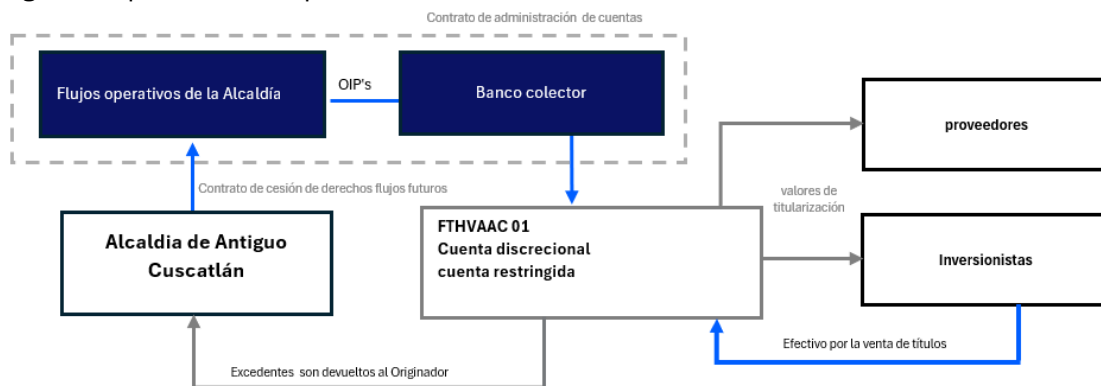 Contrato de administración de cuentas
Flujos operativos de la Alcaldía
OIP's
Banco colector
proveedores
Contrato de cesión de derechos flujos futuros
valores de
titularización
Alcaldia de Antiguo
Cuscatlán
FTHVAAC 01
Cuenta discrecional
cuenta restringida
Inversionistas
Efectivo por la venta de títulos
Excedentes son devueltos al Originador